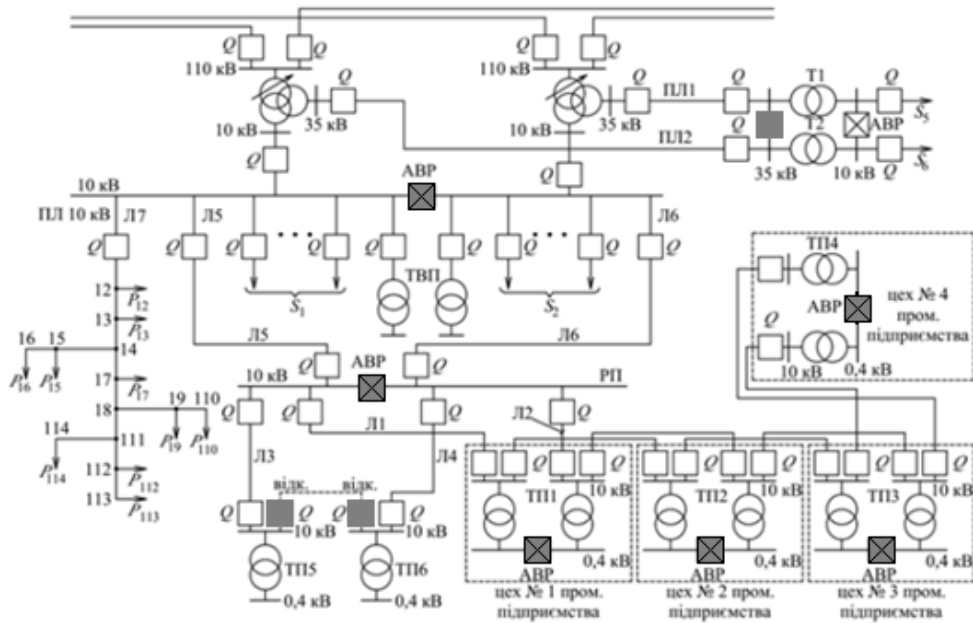 Q Q Q Q
110 кВ 110 кВ
Q Q ПЛ1 Q T1 Q
35 кВ 35 кВ S5
10 кВ 10 кВ ПЛ2 Q T2 АВР
Q Q Q S6
35 кВ 10 кВ
10 кВ АВР
ПЛ 10 кВ Л7 Л5 Л6
Q Q Q Q Q Q Q Q Q
ТВП
S1 S2
ТП4
АВР
цех № 4
пром.
підприємства
Q
10 кВ 0,4 кВ
12 P12
13 P13
16 15 14
P16 P15
17 P17
18 19 110
P19 P110
114 111
P114
112 P112
113 P113
Л5 Л6
Q АВР Q
10 кВ РП
Q Q Q Q
Л1 Л2
Л3 Л4
відк. відк.
Q Q Q Q
10 кВ 10 кВ
ТП5 ТП6
0,4 кВ 0,4 кВ
Q Q Q
ТП1 10 кВ ТП2 10 кВ ТП3 10 кВ
0,4 кВ 0,4 кВ 0,4 кВ
АВР АВР АВР
цех № 1 пром. цех № 2 пром. цех № 3 пром.
підприємства підприємства підприємства